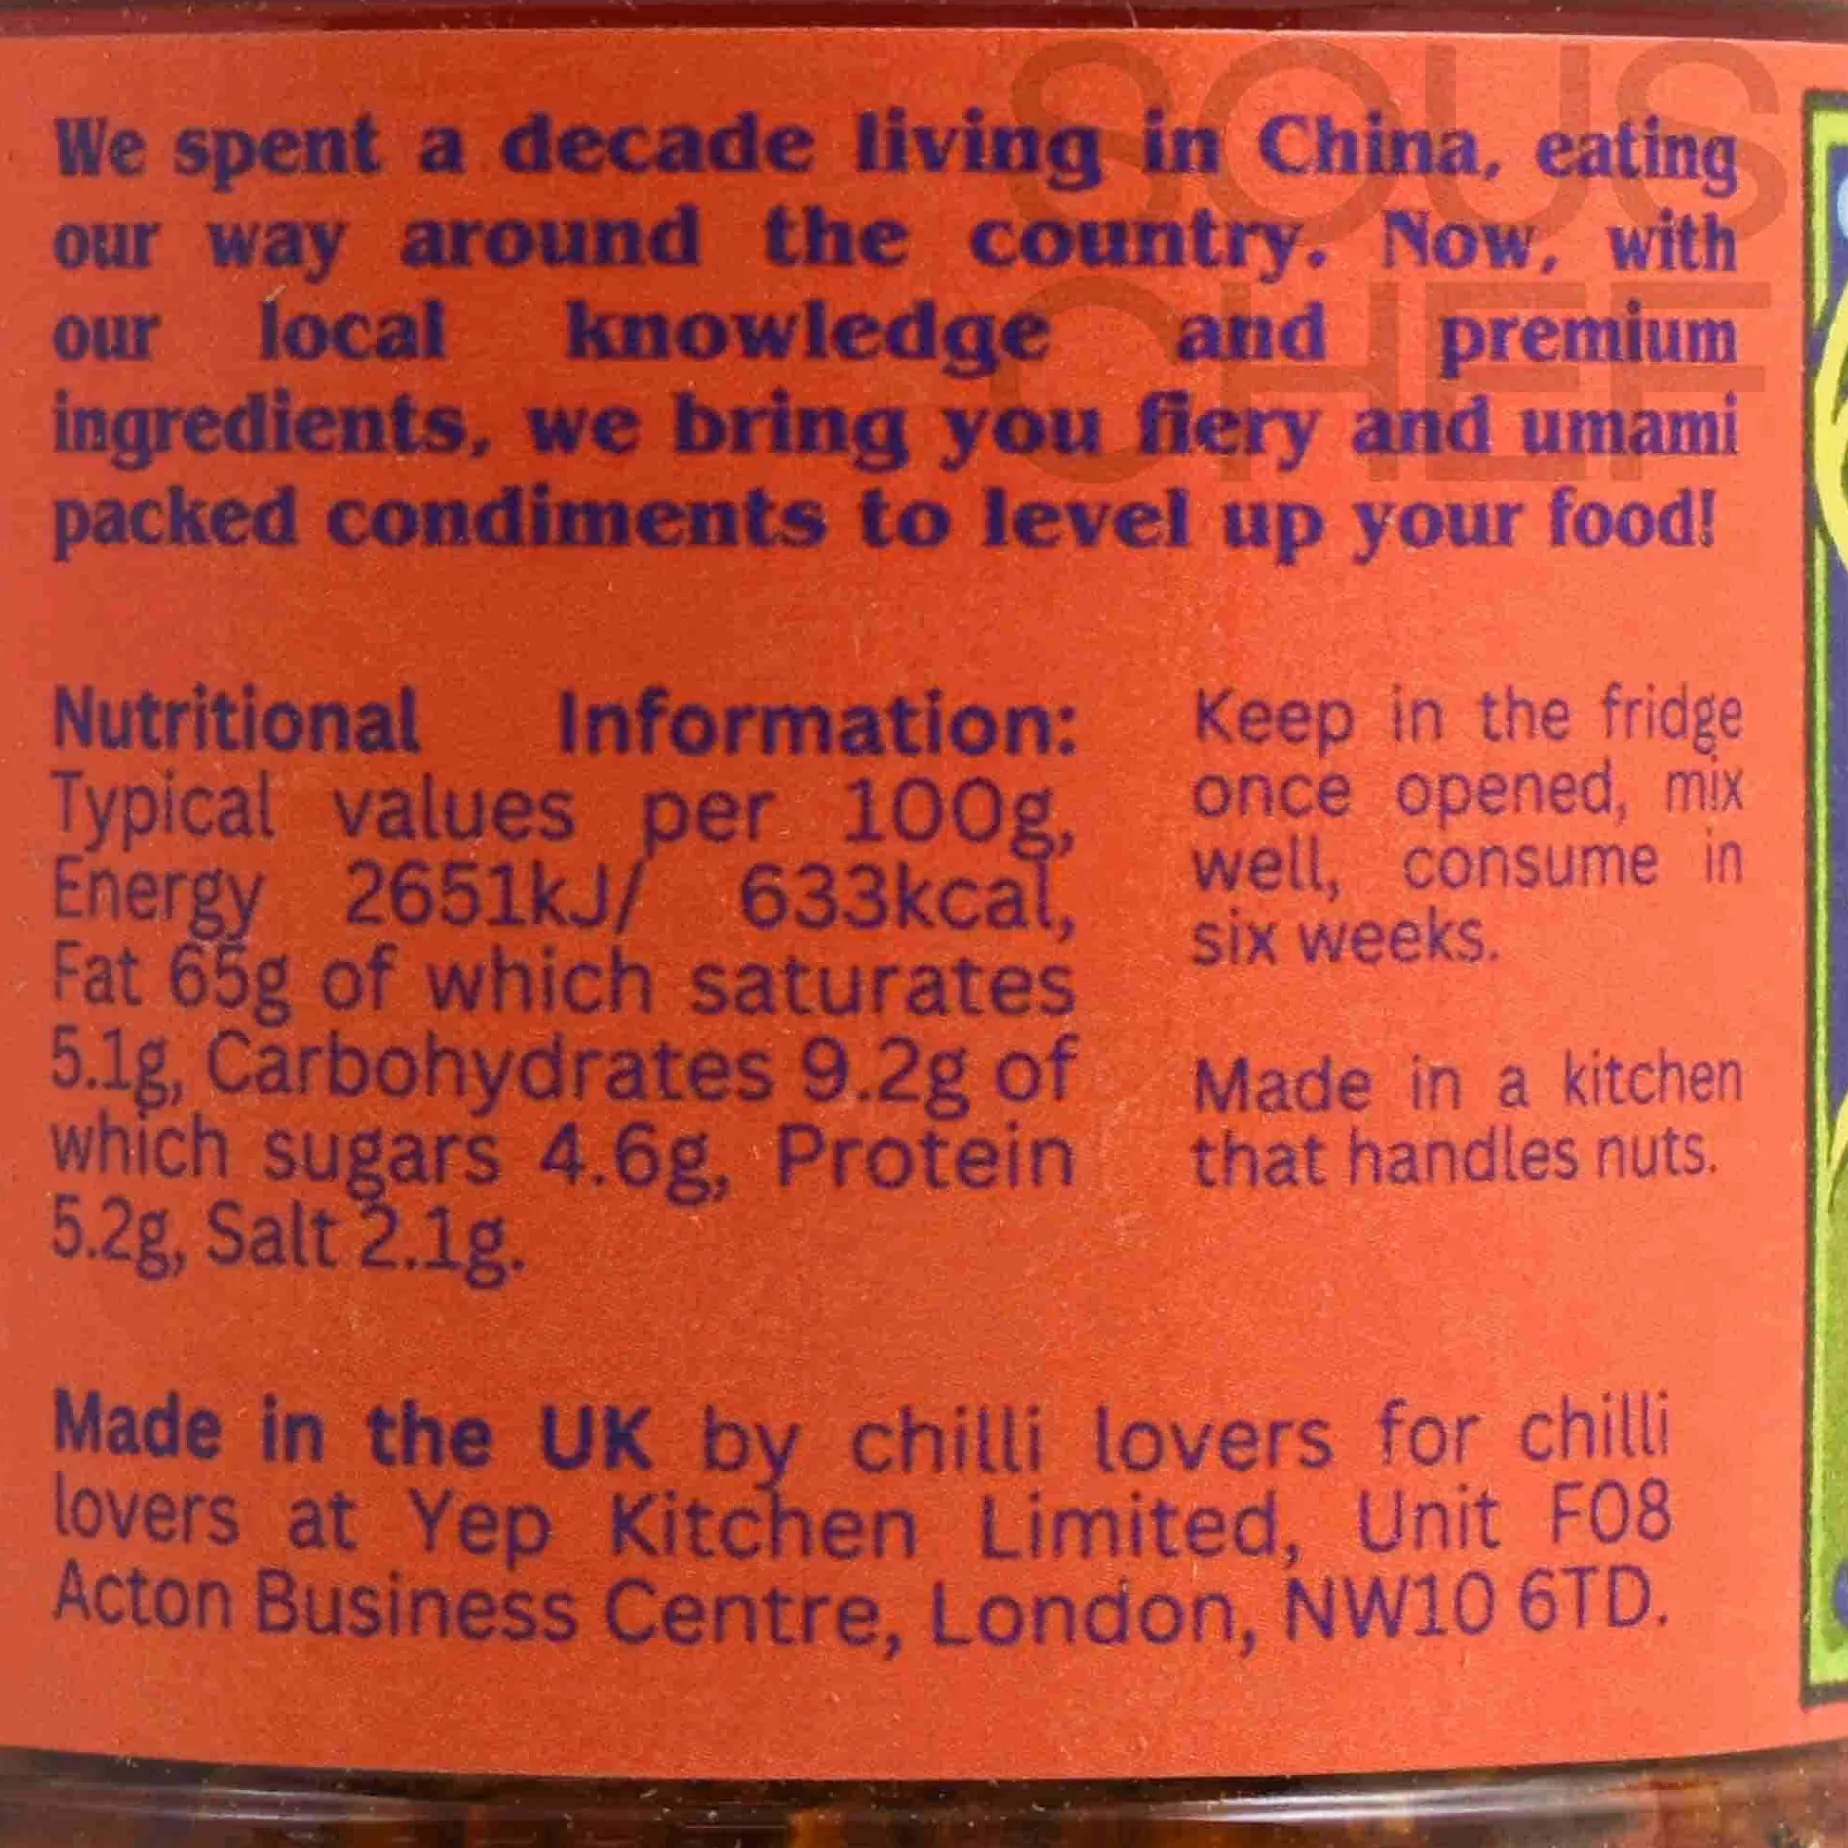 SOUS
CHEF
We spent a decade living in China, eating
our way around the country. Now, with
our local knowledge and premium
ingredients, we bring you fiery and umami
packed condiments to level up your food!
Nutritional Information:
Typical values per 100g,
Energy 2651kJ/ 633kcal,
Fat 65g of which saturates
5.1g, Carbohydrates 9.2g of
which sugars 4.6g, Protein
5.2g, Salt 2.1g.
Keep in the fridge
once opened, mix
well, consume in
six weeks.
Made in a kitchen
that handles nuts.
Made in the UK by chilli lovers for chilli
lovers at Yep Kitchen Limited, Unit F08
Acton Business Centre, London, NW10 6TD.